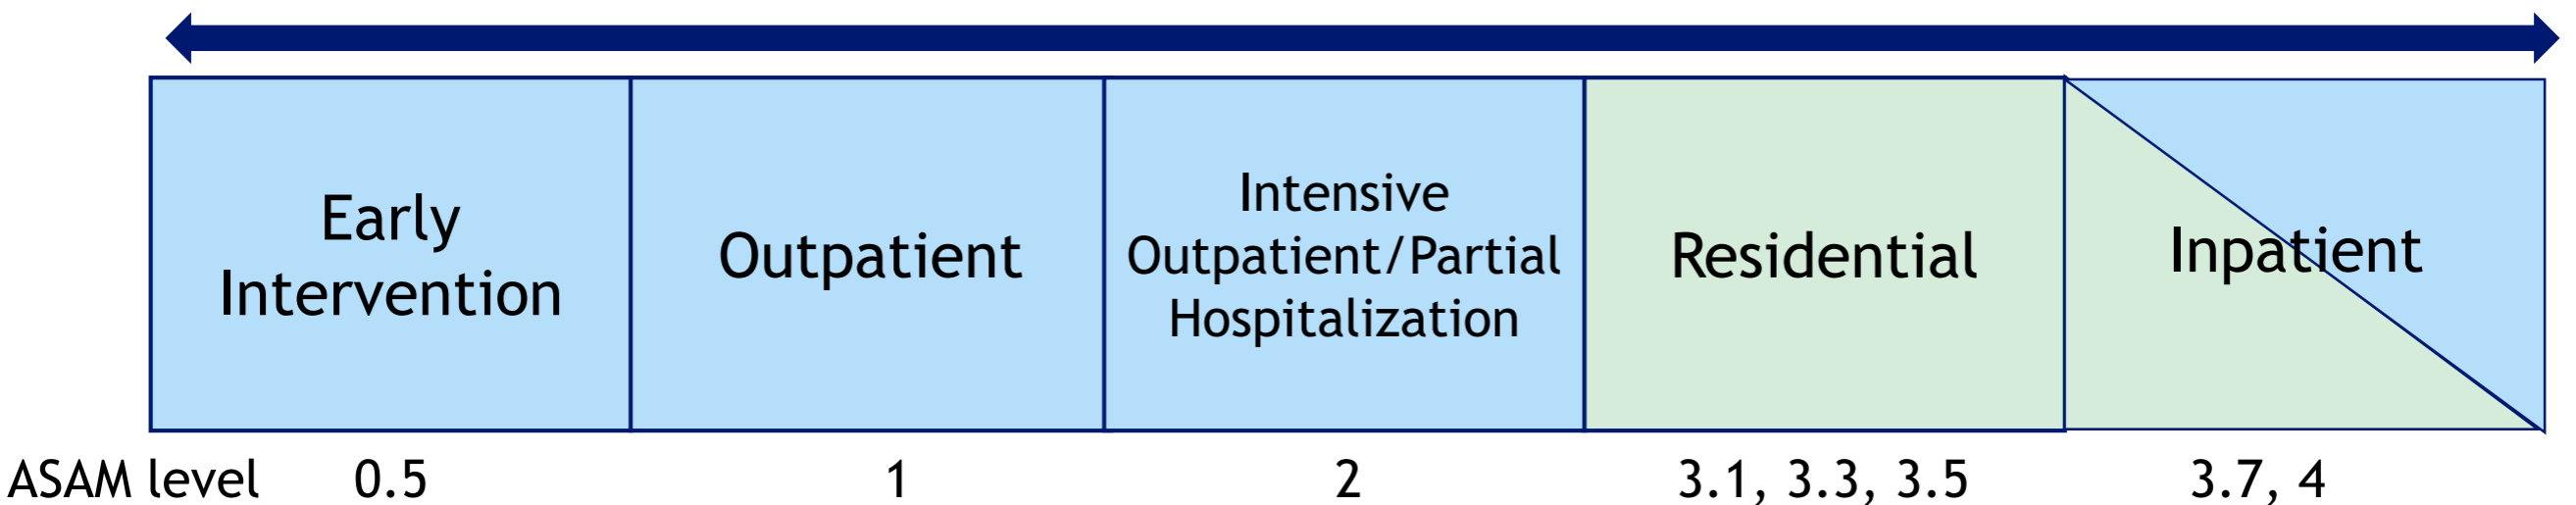 Early
Intervention
Outpatient
Intensive
Outpatient/Partial
Hospitalization
Residential
Inpatient
ASAM level 0.5 1 2 3.1, 3.3, 3.5 3.7, 4